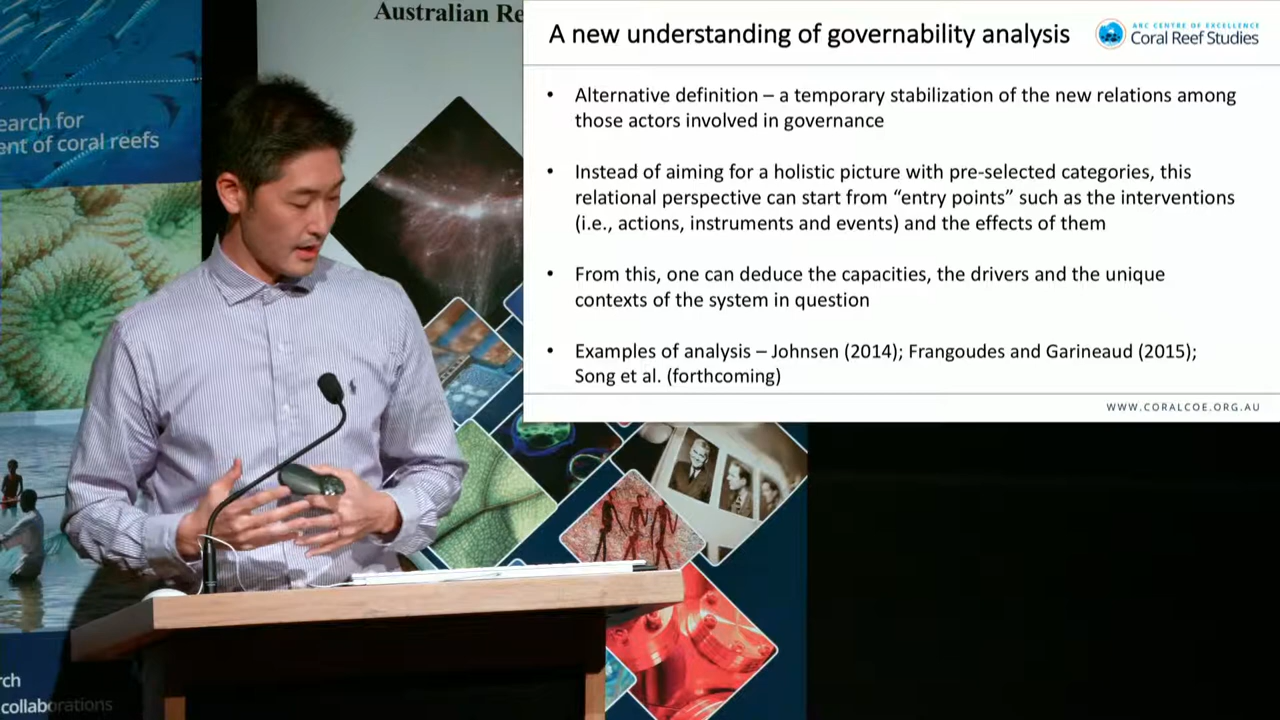 Australian Re
earch for
ent of coral reefs
rch
collaborations
A new understanding of governability analysis
ARC CENTRE OF EXCELLENCE
Coral Reef Studies
• Alternative definition – a temporary stabilization of the new relations among
those actors involved in governance
• Instead of aiming for a holistic picture with pre-selected categories, this
relational perspective can start from “entry points” such as the interventions
(i.e., actions, instruments and events) and the effects of them
• From this, one can deduce the capacities, the drivers and the unique
contexts of the system in question
• Examples of analysis – Johnsen (2014); Frangoudes and Garineaud (2015);
Song et al. (forthcoming)
WWW.CORALCOE.ORG.AU